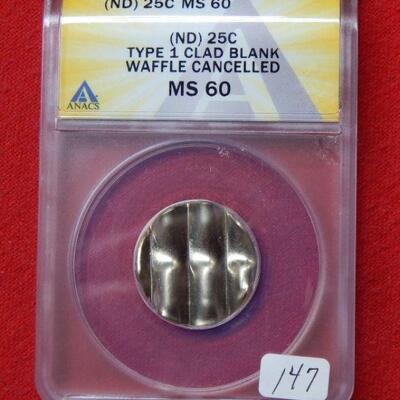 (ND) 25C MS 60
(ND) 25C
TYPE 1 CLAD BLANK
WAFFLE CANCELLED
MS 60
ANACS
147